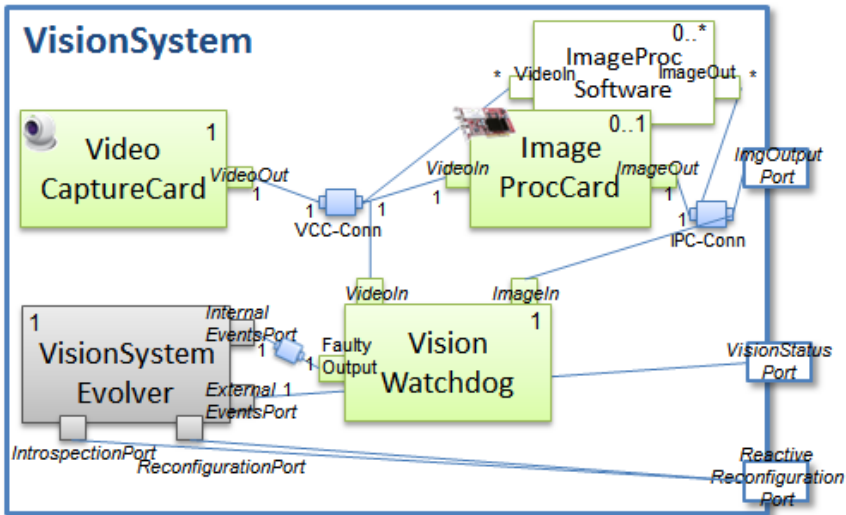 VisionSystem
0..*
ImageProc
Software
* VideoIn
ImageOut *
1
Video
CaptureCard
VideoOut
1
0..1
Image
ProcCard
VideoIn
1
ImageOut
1
ImgOutput
Port
1
VCC-Conn
1
1
IPC-Conn
VideoIn
ImageIn
1
Vision
Watchdog
Faulty
Output
1
VisionSystem
Evolver
Internal
EventsPort
1
1
External 1
EventsPort
VisionStatus
Port
IntrospectionPort
ReconfigurationPort
Reactive
Reconfiguration
Port